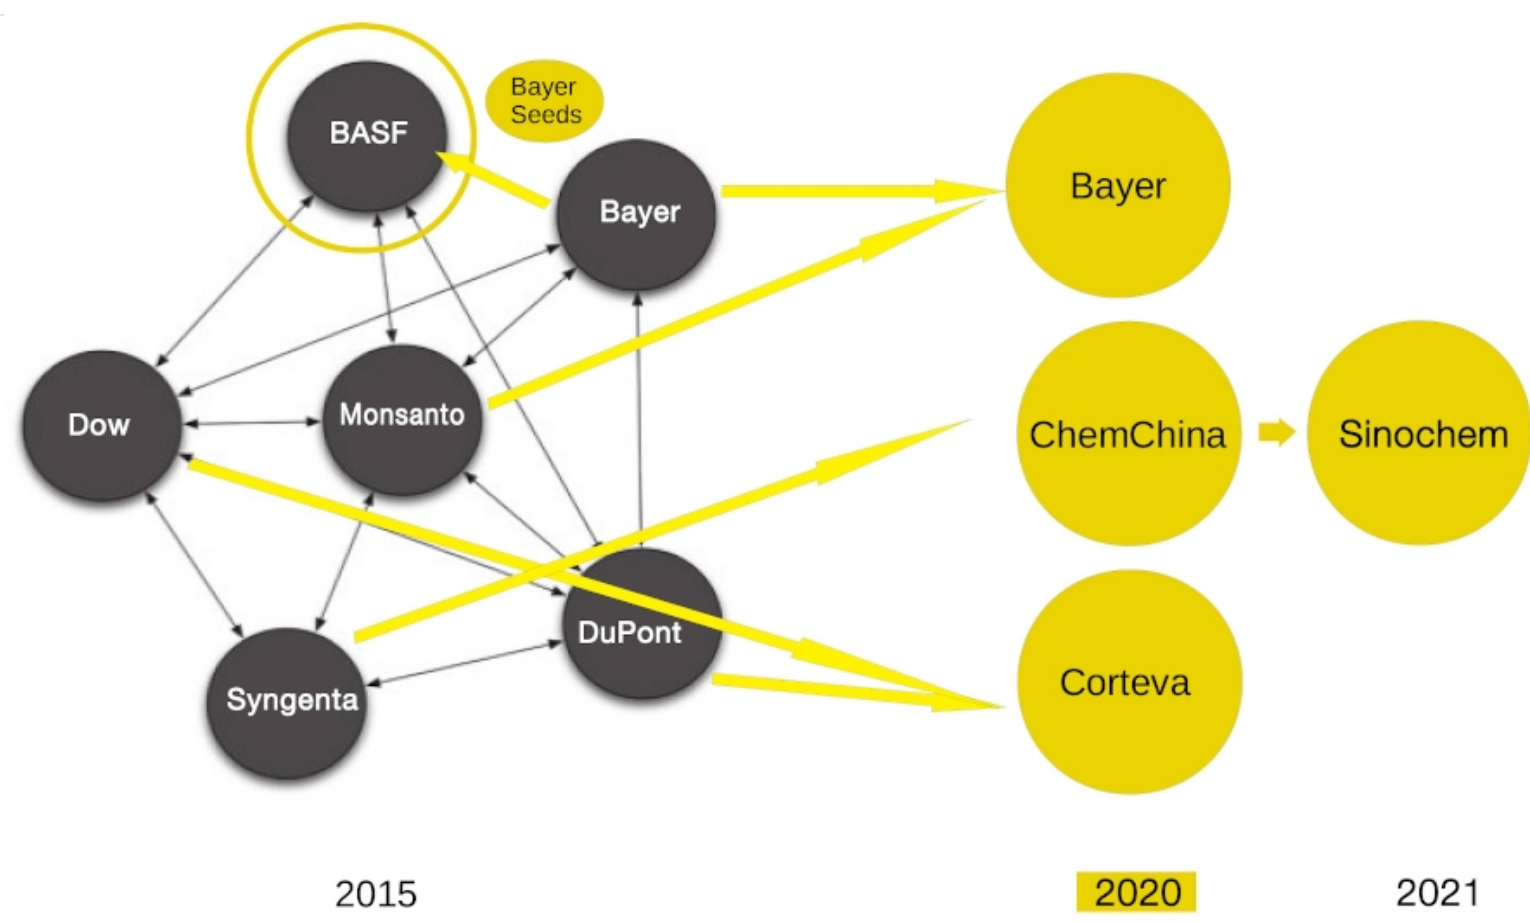 BASF
Bayer
Seeds
Bayer
Bayer
Dow
Monsanto
ChemChina
Sinochem
DuPont
Syngenta
Corteva
2015
2020
2021